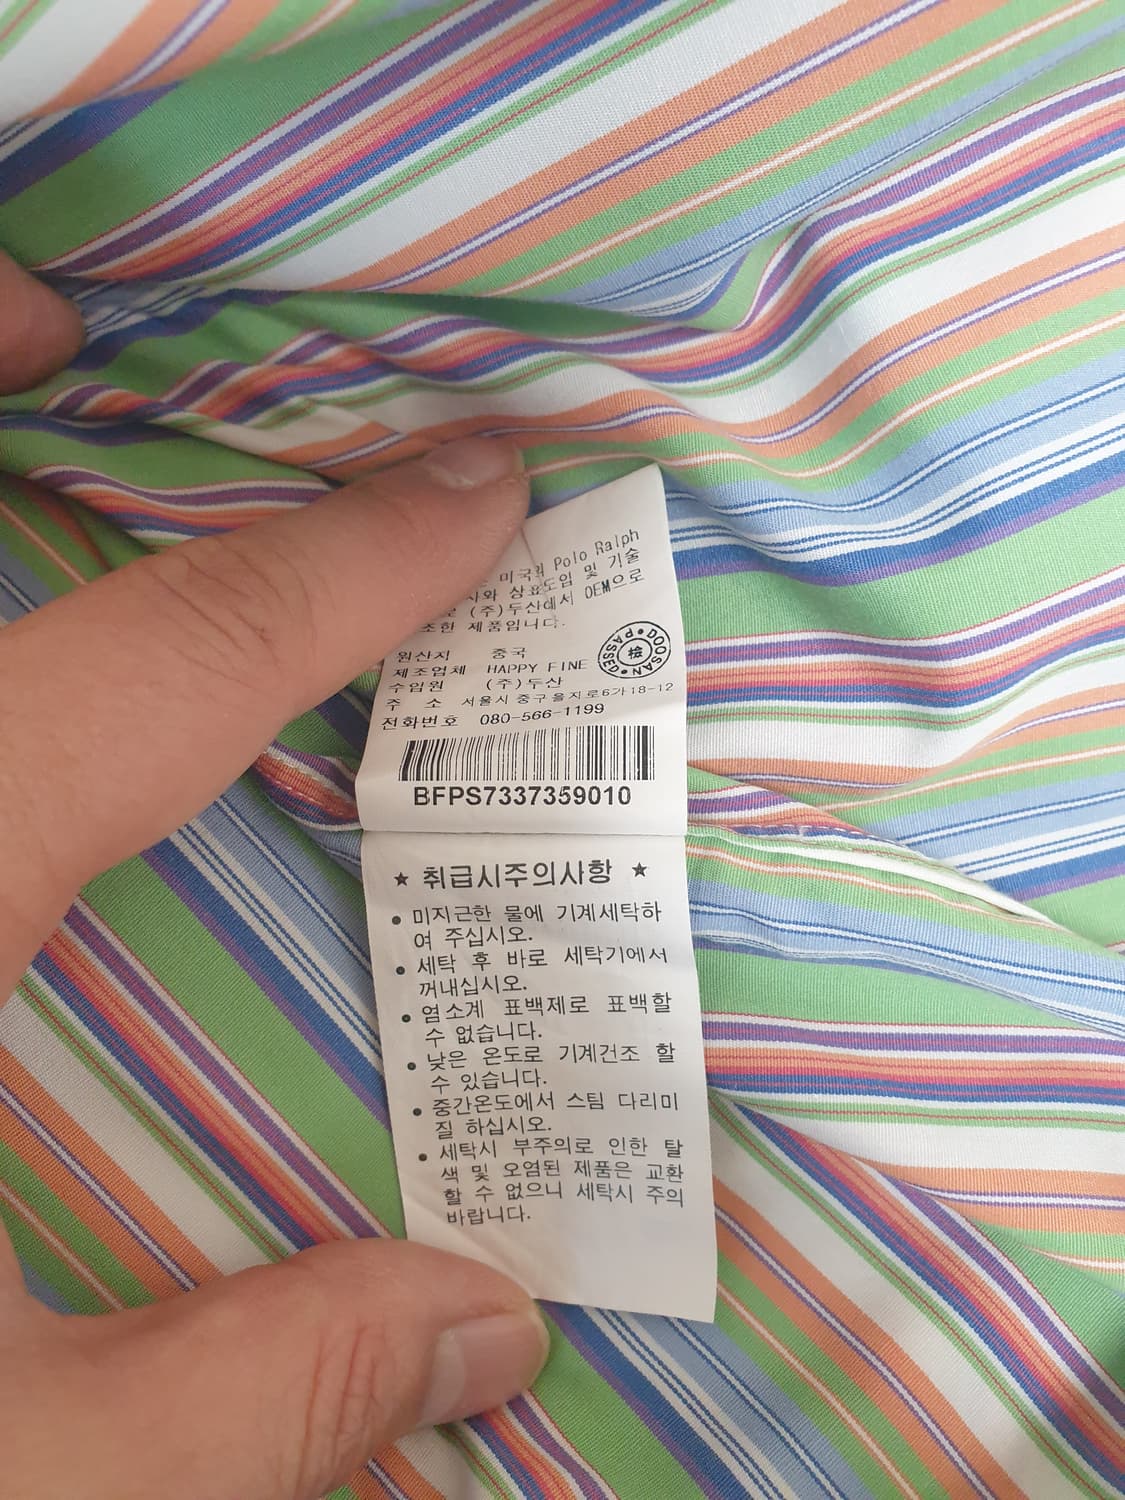 미국의 Polo Ralph
와 상표도입 및 기술
(주)두산에서 OEM으로
조한 제품입니다.
DOOSAN PASSED
檢
원산지 중국
제조업체 HAPPY FINE
수입원 (주)두산
주 소 서울시 중구 을지로6가 18-12
전화번호 080-566-1199
BFPS7337359010
★ 취급시주의사항 ★
• 미지근한 물에 기계세탁하
여 주십시오.
• 세탁 후 바로 세탁기에서
꺼내십시오.
• 염소계 표백제로 표백할
수 없습니다.
• 낮은 온도로 기계건조 할
수 있습니다.
• 중간온도에서 스팀 다리미
질 하십시오.
• 세탁시 부주의로 인한 탈
색 및 오염된 제품은 교환
할 수 없으니 세탁시 주의
바랍니다.